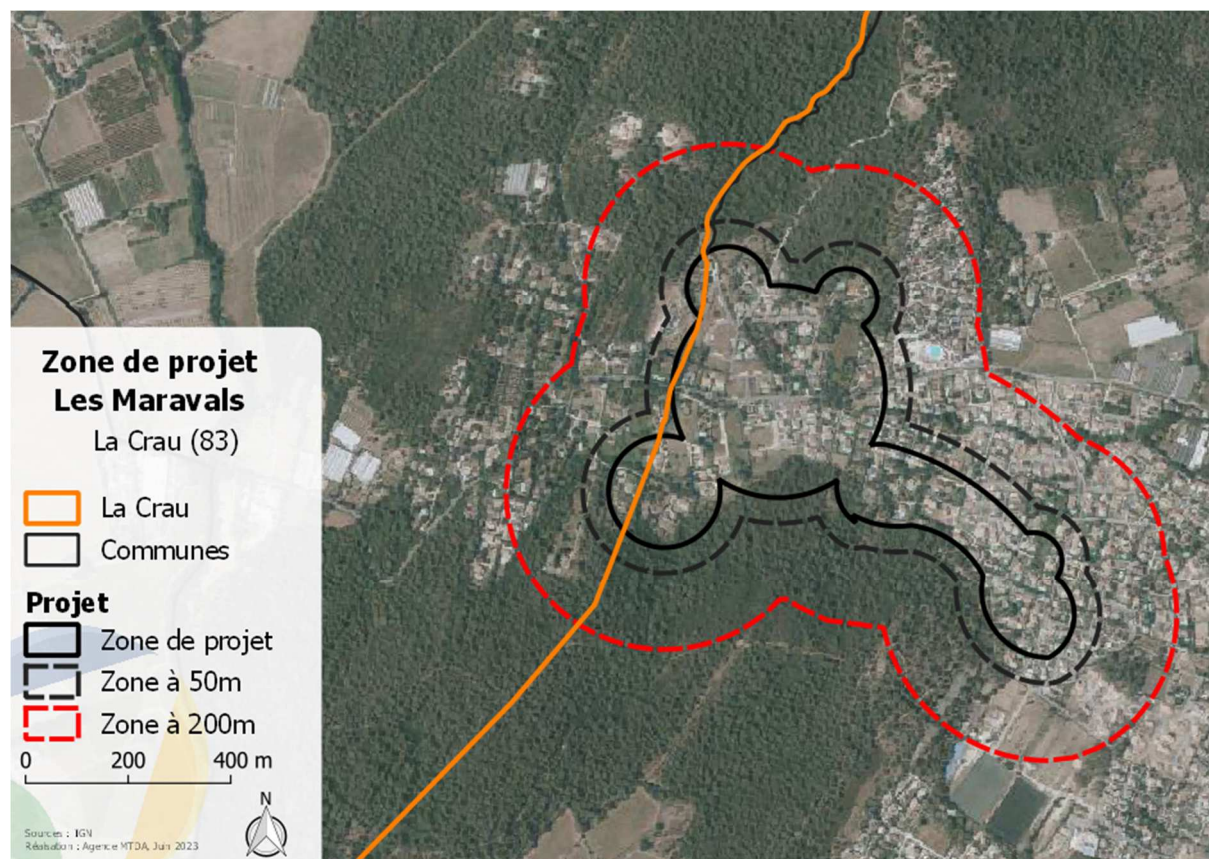 Zone de projet
Les Maravals
La Crau (83)
La Crau
Communes
Projet
Zone de projet
Zone à 50m
Zone à 200m
0 200 400 m
N
Sources : IGN
Réalisation : Agence MTDA, Juin 2023